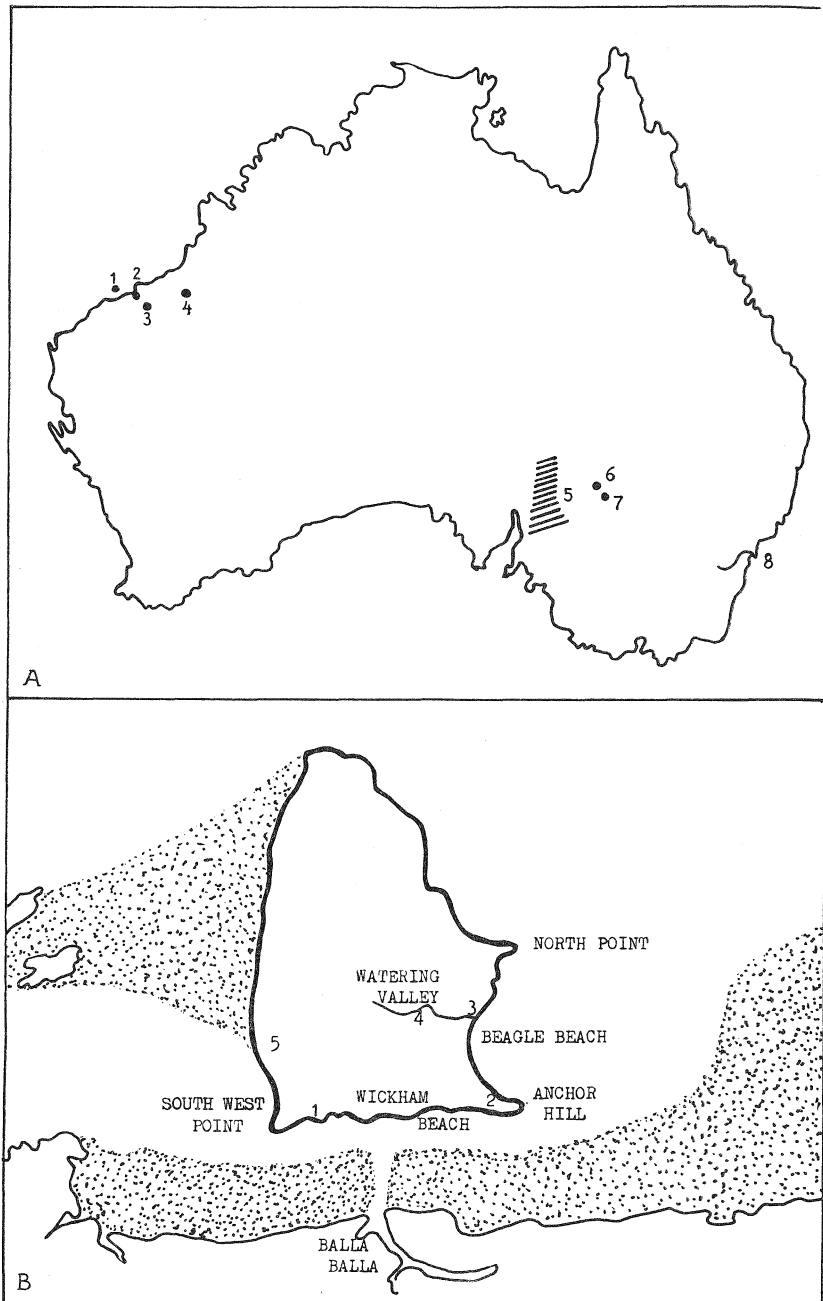 1
2
3
4
5
6
7
8
A
NORTH POINT
WATERING
VALLEY
4
3
BEAGLE BEACH
5
SOUTH WEST
POINT
1
WICKHAM
BEACH
2
ANCHOR
HILL
BALLA
BALLA
B